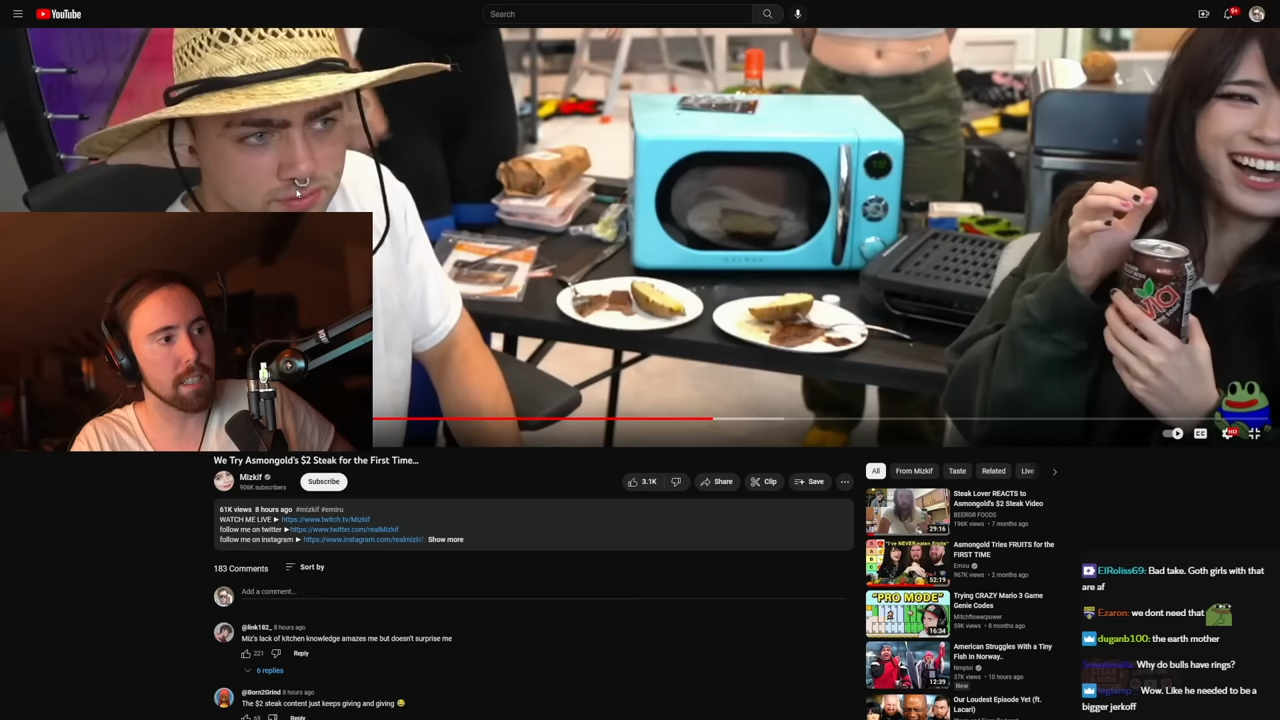 YouTube
Search
9+
HD
We Try Asmongold's $2 Steak for the First Time...
Mizkif
906K subscribers
Subscribe
3.1K
Share
Clip
Save
61K views 8 hours ago #mizkif #emiru
WATCH ME LIVE ► https://www.twitch.tv/Mizkif
follow me on twitter ►https://www.twitter.com/realMizkif
follow me on instagram ► https://www.instagram.com/realmizkif
Show more
183 Comments
Sort by
Add a comment...
@link182_ 8 hours ago
Miz's lack of kitchen knowledge amazes me but doesn't surprise me
221
Reply
6 replies
@Born2Grind 8 hours ago
The $2 steak content just keeps giving and giving 😂
Reply
All
From Mizkif
Taste
Related
Live
Steak Lover REACTS to
Asmongold's $2 Steak Video
BEERGR FOODS
196K views • 7 months ago
29:16
"I've NEVER eaten Fruits"
Asmongold Tries FRUITS for the
FIRST TIME
Emiru
967K views • 2 months ago
52:19
"PRO MODE"
Trying CRAZY Mario 3 Game
Genie Codes
Mitchflowerpower
59K views • 8 months ago
16:34
American Struggles With a Tiny
Fish In Norway..
Nmplol
37K views • 10 hours ago
New
12:39
Our Loudest Episode Yet (ft.
Lacari)
ElRoliss69: Bad take. Goth girls with that
are af
Ezaron: we dont need that
duganb100: the earth mother
Why do bulls have rings?
Wow. Like he needed to be a
bigger jerkoff